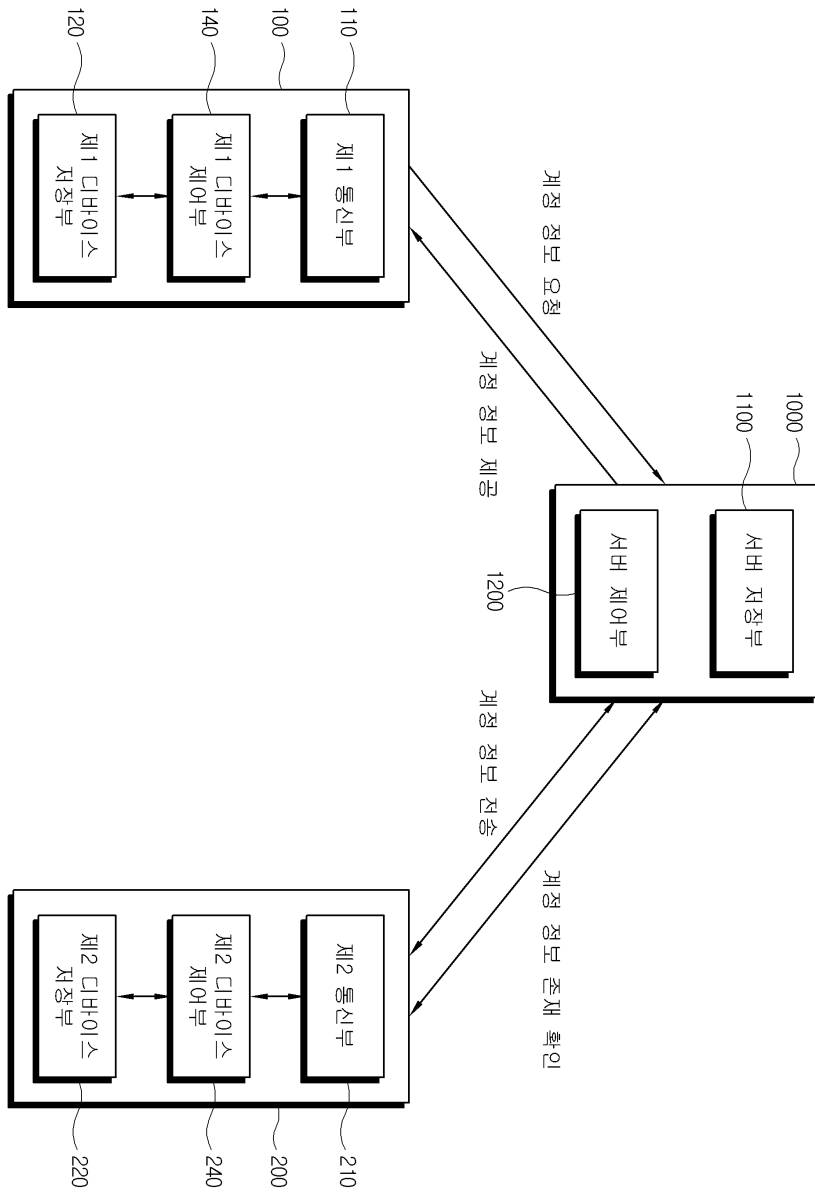 1000
1100
서버 저장부
서버 제어부
1200
계정 정보 요청
계정 정보 제공
계정 정보 전송
계정 정보 존재 확인
110
100
140
120
제1 통신부
제1 디바이스
제어부
제1 디바이스
저장부
제2 통신부
제2 디바이스
제어부
제2 디바이스
저장부
210
200
240
220